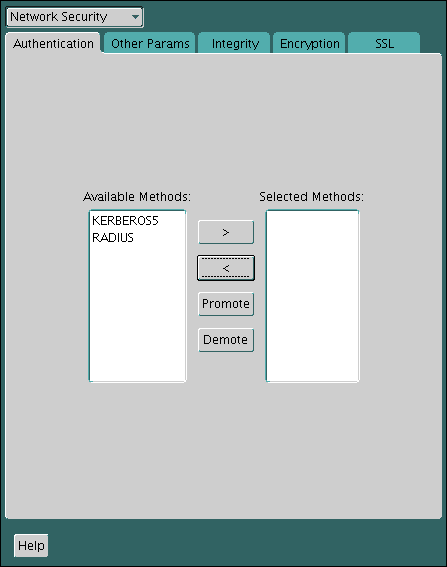 Network Security
Authentication Other Params Integrity Encryption SSL
Available Methods: Selected Methods:
KERBEROS5
RADIUS
>
<
Promote
Demote
Help